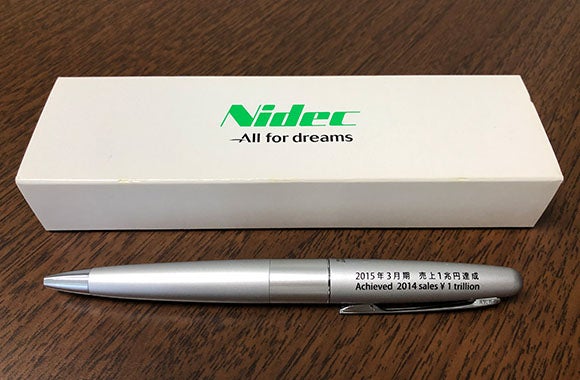 Nidec
All for dreams
2015年3月期 売上1兆円達成
Achieved 2014 sales ¥ 1 trillion